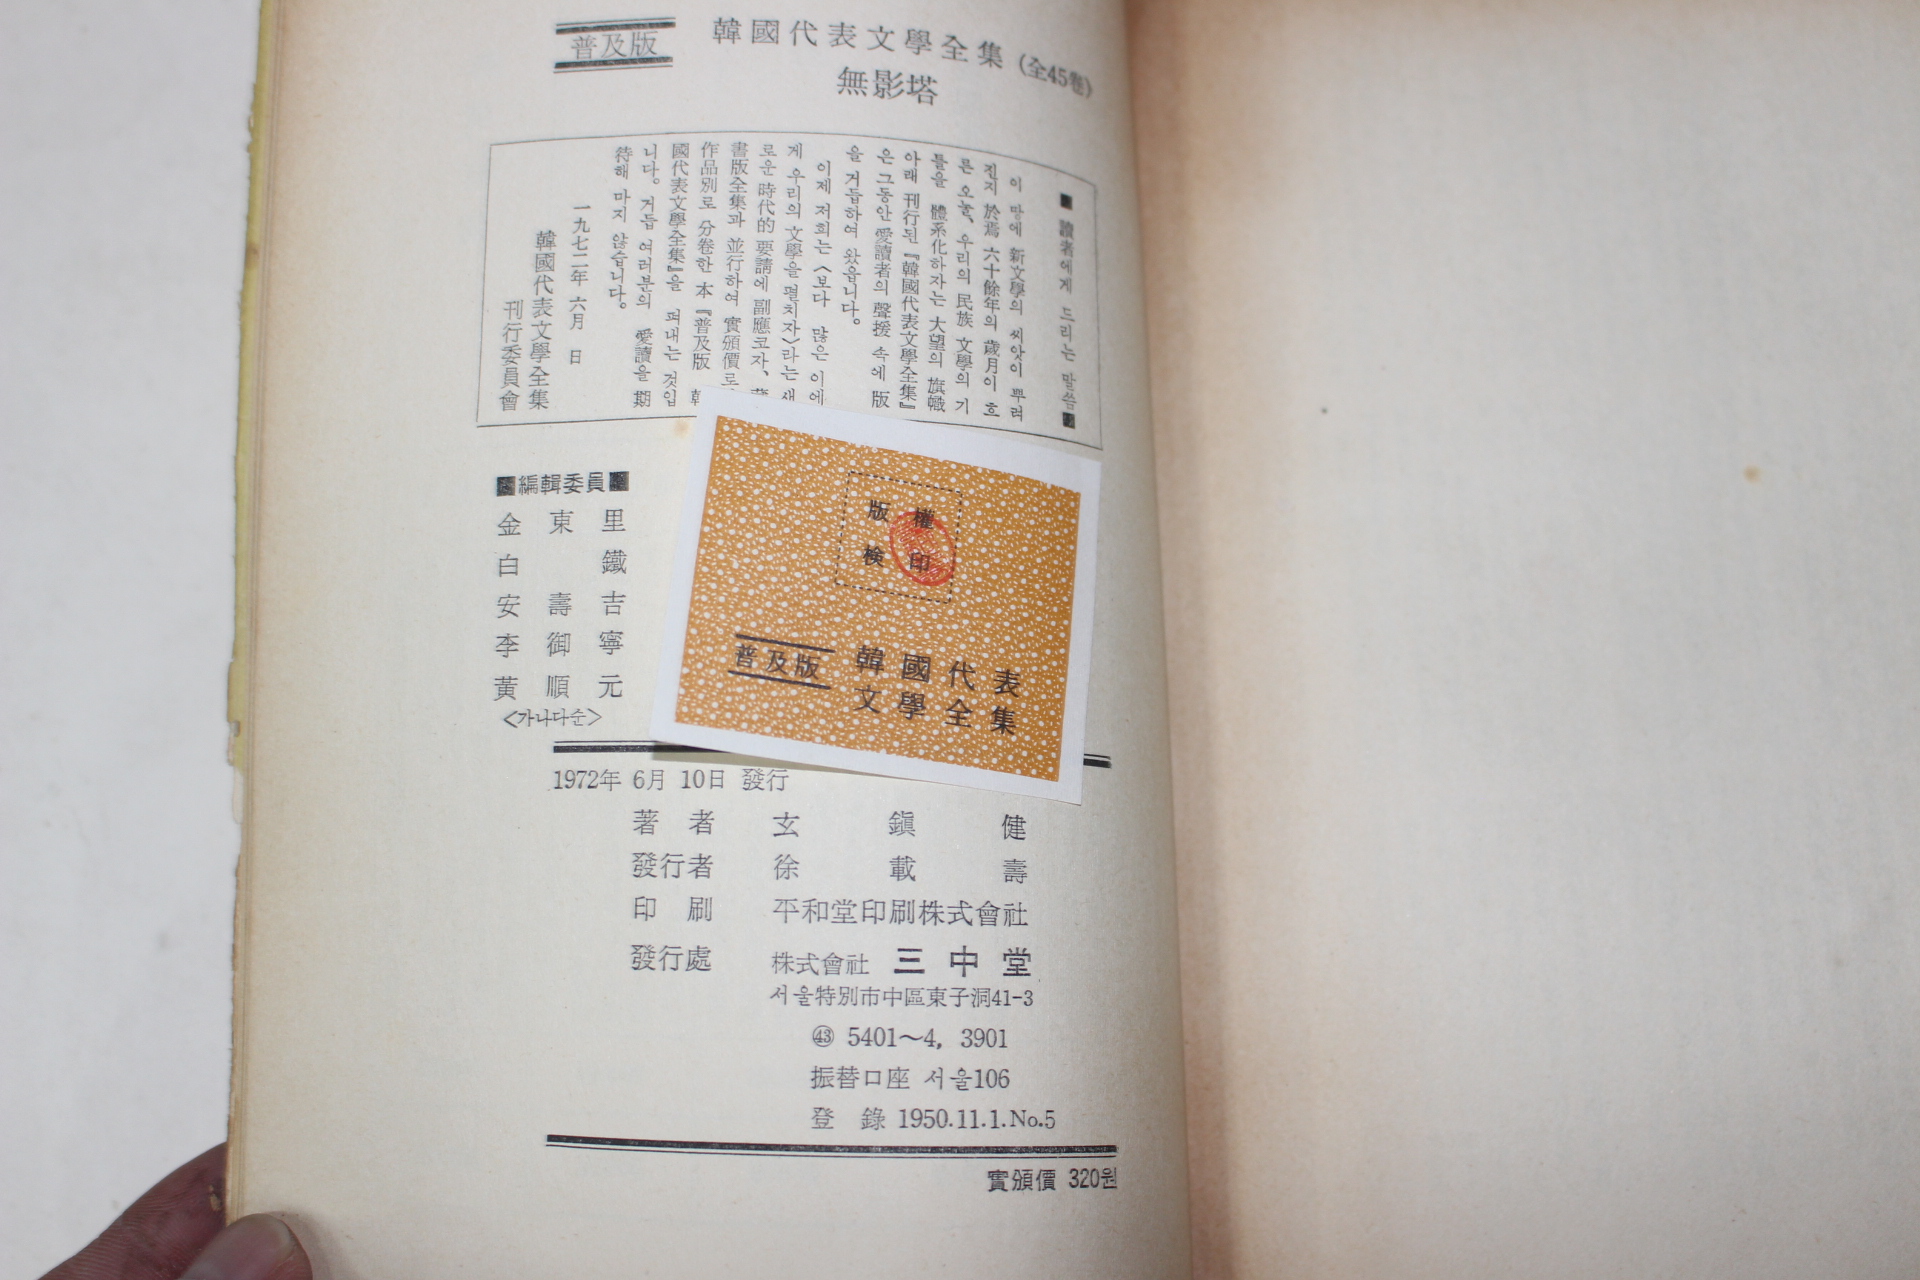 普及版 韓國代表文學全集 (全45卷)
無影塔
■ 讀者에게 드리는 말씀 ■
이 땅에 新文學의 씨앗이 뿌려
진지 於焉 六十餘年의 歲月이 흐
른 오늘, 우리의 民族 文學의 기
틀을 體系化하자는 大望의 旗幟
아래 刊行된 『韓國代表文學全集』
은 그동안 愛讀者의 聲援 속에 版
을 거듭하여 왔읍니다.
이제 저희는 <보다 많은 이에
게 우리의 文學을 펼치자>라는 새
로운 時代的 要請에 副應코자,
書版全集과 並行하여 實頒價로
作品別로 分卷한 本『普及版 韓
國代表文學全集』을 펴내는 것입
니다. 거듭 여러분의 愛讀을 期
待해 마지 않습니다.
一九七二年 六月 日
韓國代表文學全集
刊行委員會
■編輯委員■
金東里
白鐵
安壽吉
李御寧
黃順元
<가나다순>
版權
檢印
普及版 韓國代表
文學全集
1972年 6月 10日 發行
著者 玄鎭健
發行者 徐載壽
印刷 平和堂印刷株式會社
發行處 株式會社 三中堂
서울特別市中區東子洞41-3
㊸ 5401~4, 3901
振替口座 서울106
登錄 1950.11.1.No.5
實頒價 320원